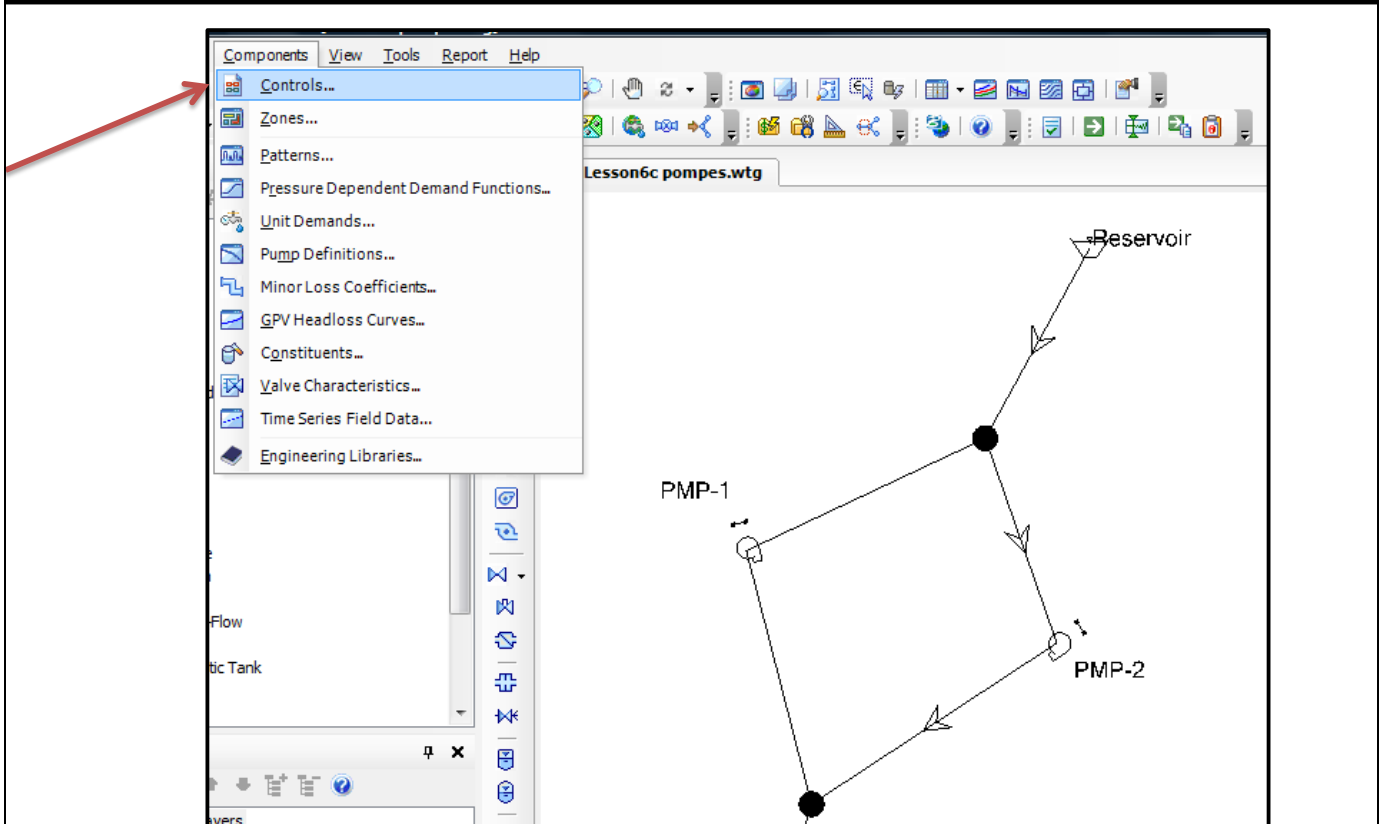 Components View Tools Report Help
Controls...
Zones...
Patterns...
Pressure Dependent Demand Functions...
Unit Demands...
Pump Definitions...
Minor Loss Coefficients...
GPV Headloss Curves...
Constituents...
Valve Characteristics...
Time Series Field Data...
Engineering Libraries...
Lesson6c pompes.wtg
Reservoir
PMP-1
PMP-2
-Flow
tic Tank
ayers